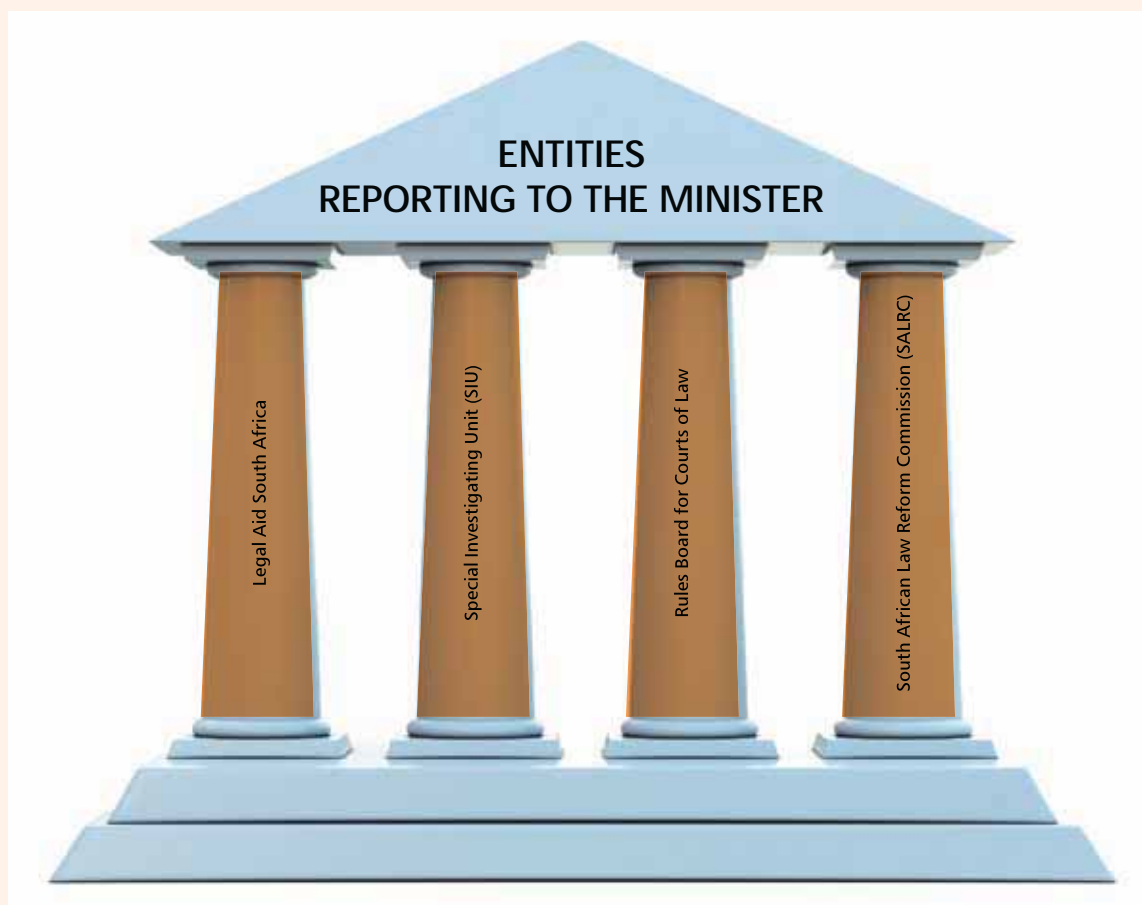 ENTITIES
REPORTING TO THE MINISTER
Legal Aid South Africa
Special Investigating Unit (SIU)
Rules Board for Courts of Law
South African Law Reform Commission (SALRC)